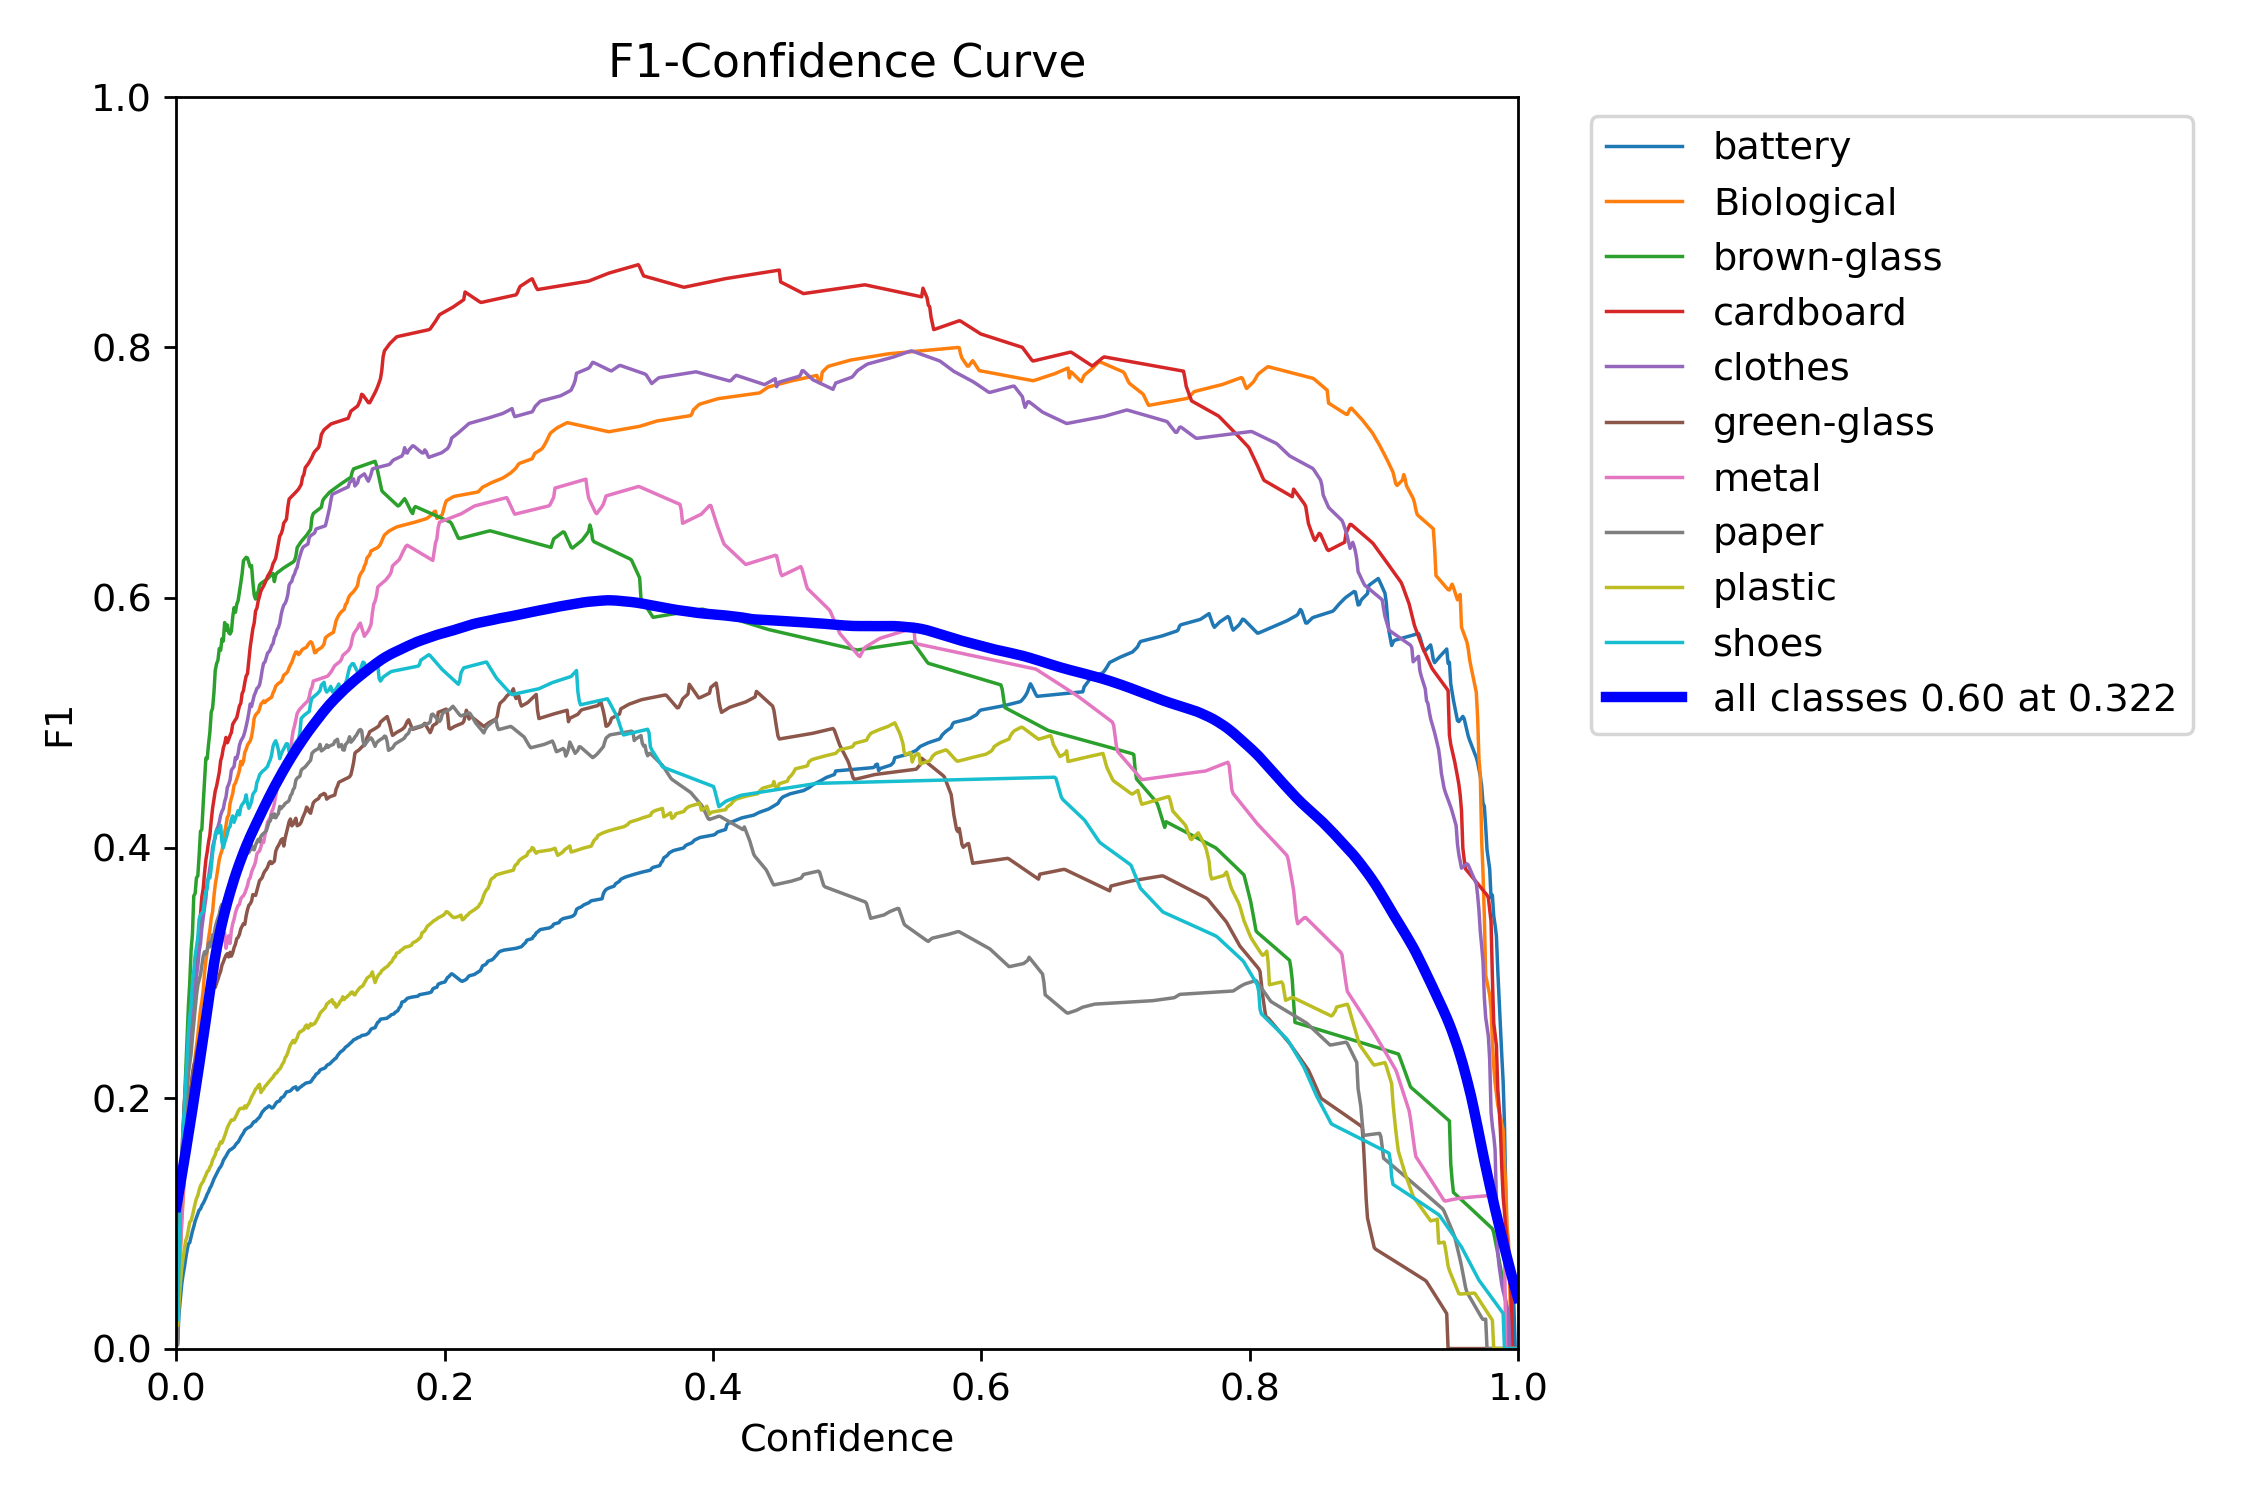 F1-Confidence Curve
1.0
0.8
0.6
0.4
0.2
0.0
F1
0.0 0.2 0.4 0.6 0.8 1.0
Confidence
battery
Biological
brown-glass
cardboard
clothes
green-glass
metal
paper
plastic
shoes
all classes 0.60 at 0.322